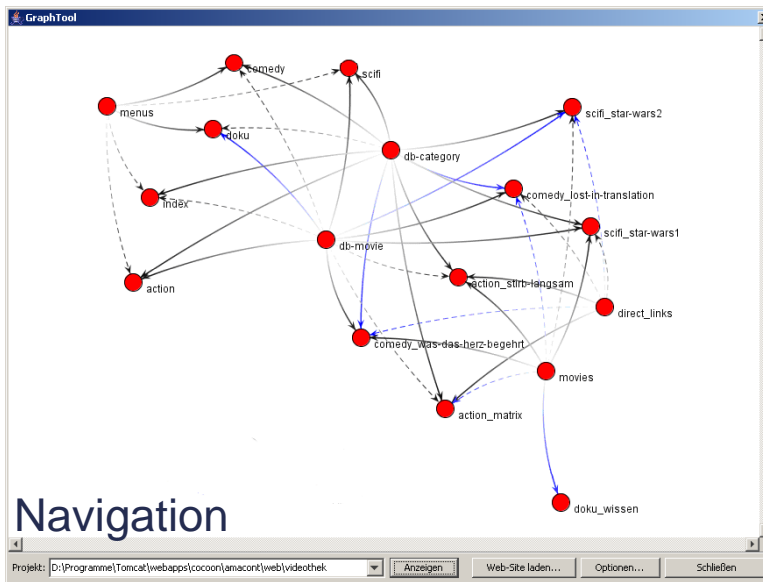 GraphTool
comedy
scifi
menus
scifi_star-wars2
doku
db-category
comedy_lost-in-translation
index
scifi_star-wars1
db-movie
action_stirb-langsam
action
direct_links
comedy_was-das-herz-begehrt
movies
action_matrix
doku_wissen
Navigation
Projekt: D:\Programme\Tomcat\webapps\cocoon\amacont\web\videothek Anzeigen Web-Site laden... Optionen... Schließen